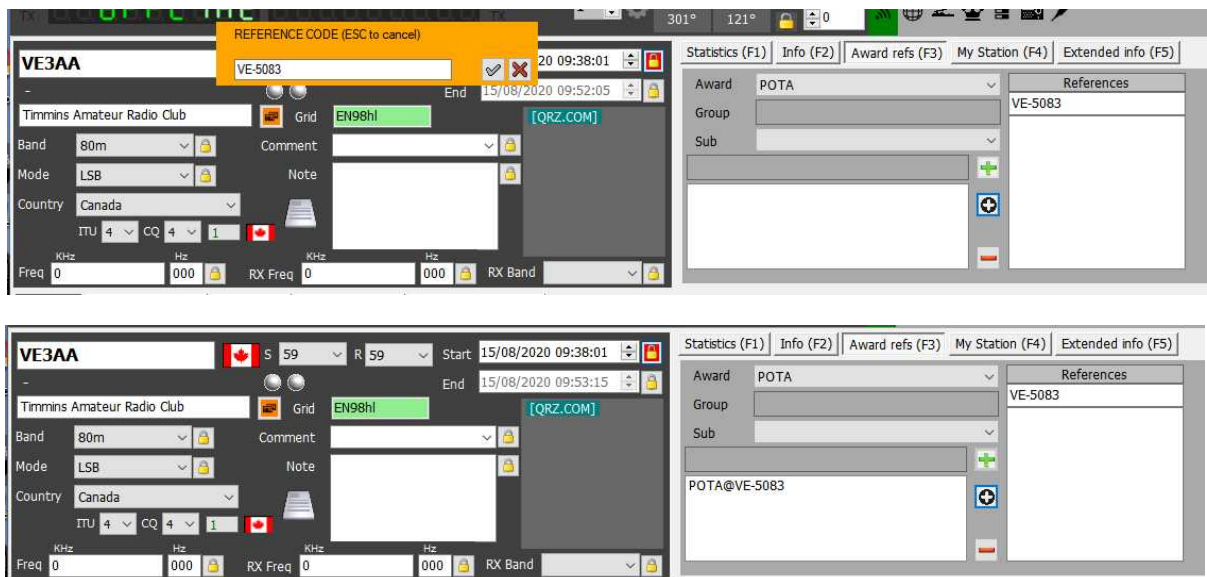 TX OFFLINE TX 301° 121° 0
REFERENCE CODE (ESC to cancel)
VE-5083
VE3AA 20 09:38:01
- End 15/08/2020 09:52:05
Timmins Amateur Radio Club Grid EN98hl [QRZ.COM]
Band 80m Comment
Mode LSB Note
Country Canada
ITU 4 CQ 4 1
KHz Hz KHz Hz
Freq 0 000 RX Freq 0 000 RX Band
Statistics (F1) Info (F2) Award refs (F3) My Station (F4) Extended info (F5)
Award POTA References
Group VE-5083
Sub
VE3AA S 59 R 59 Start 15/08/2020 09:38:01
- End 15/08/2020 09:53:15
Timmins Amateur Radio Club Grid EN98hl [QRZ.COM]
Band 80m Comment
Mode LSB Note
Country Canada
ITU 4 CQ 4 1
KHz Hz KHz Hz
Freq 0 000 RX Freq 0 000 RX Band
Statistics (F1) Info (F2) Award refs (F3) My Station (F4) Extended info (F5)
Award POTA References
Group VE-5083
Sub
POTA@VE-5083